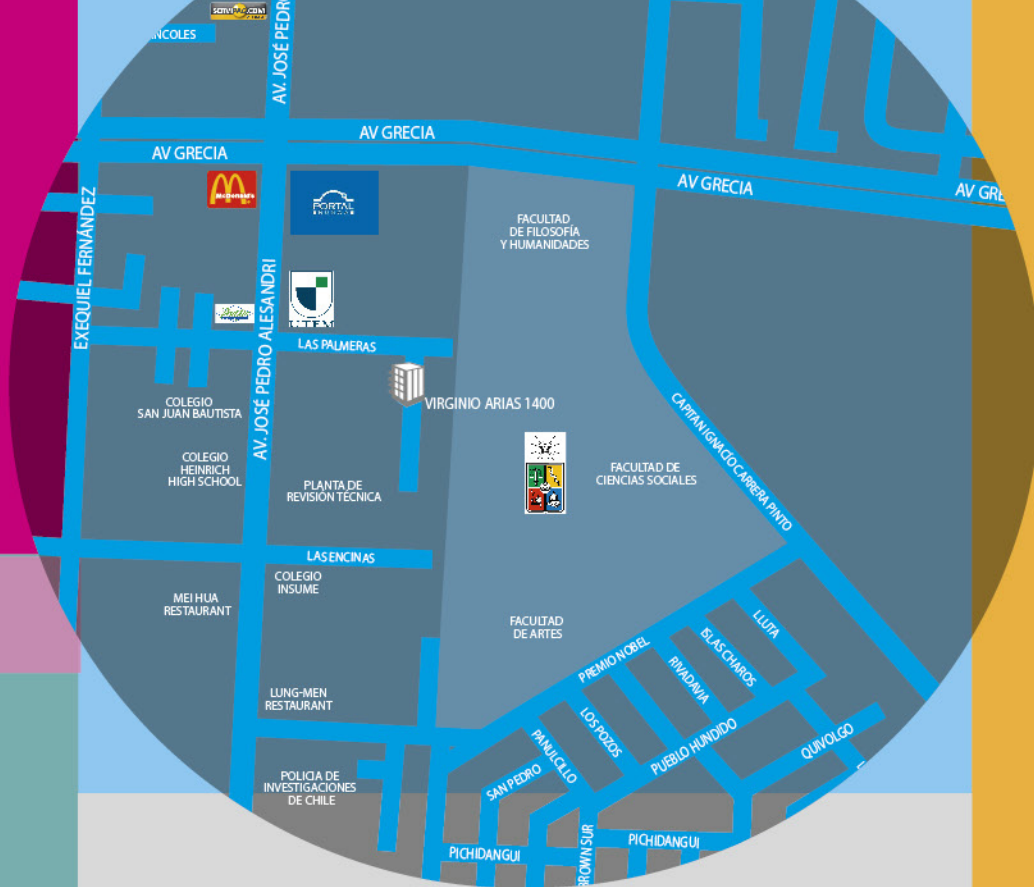 AV. JOSÉ PEDR
AV GRECIA
AV GRECIA
AV GRECIA
McDonald's
PORTAL
EXEQUIEL FERNÁNDEZ
FACULTAD
DE FILOSOFÍA
Y HUMANIDADES
UTEM
AV. JOSÉ PEDRO ALESANDRI
LAS PALMERAS
VIRGINIO ARIAS 1400
COLEGIO
SAN JUAN BAUTISTA
CAPITAN IGNACIO CARRERA PINTO
COLEGIO
HEINRICH
HIGH SCHOOL
FACULTAD DE
CIENCIAS SOCIALES
PLANTA DE
REVISIÓN TÉCNICA
LAS ENCINAS
COLEGIO
INSUME
MEI HUA
RESTAURANT
FACULTAD
DE ARTES
LLUTA
ISLAS CHAROS
PREMIO NOBEL
RIVADAVIA
LUNG-MEN
RESTAURANT
LOS POZOS
PANULCILLO
PUEBLO HUNDIDO
QUIVOLGO
SAN PEDRO
POLICIA DE
INVESTIGACIONES
DE CHILE
PICHIDANGUI
BROWN SUR
PICHIDANGUI